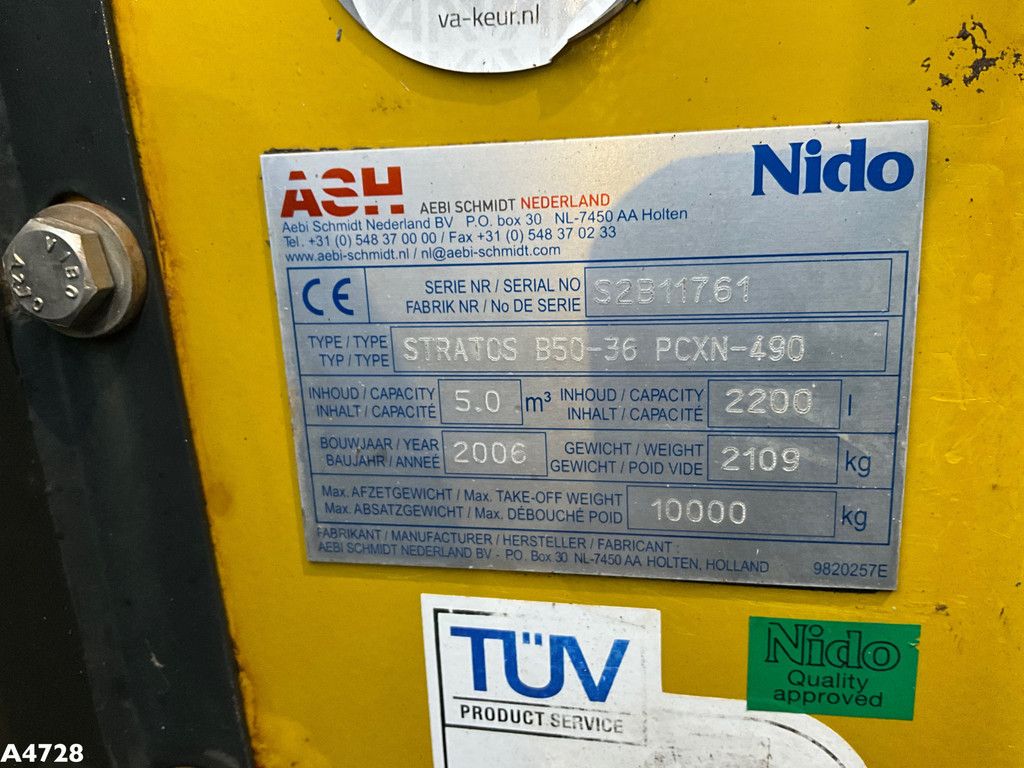 va-keur.nl
ASH AEBI SCHMIDT NEDERLAND
Nido
Aebi Schmidt Nederland BV P.O. box 30 NL-7450 AA Holten
Tel. +31 (0) 548 37 00 00 / Fax +31 (0) 548 37 02 33
www.aebi-schmidt.nl / nl@aebi-schmidt.com
CE
SERIE NR / SERIAL NO S2B11761
FABRIK NR / No DE SERIE
TYPE / TYPE STRATOS B50-36 PCXN-490
TYP / TYPE
INHOUD / CAPACITY 5.0 m³ INHOUD / CAPACITY 2200 l
INHALT / CAPACITÉ INHALT / CAPACITÉ
BOUWJAAR / YEAR 2006 GEWICHT / WEIGHT 2109 kg
BAUJAHR / ANNEÉ GEWICHT / POID VIDE
Max. AFZETGEWICHT / Max. TAKE-OFF WEIGHT 10000 kg
Max. ABSATZGEWICHT / Max. DÉBOUCHÉ POID
FABRIKANT / MANUFACTURER / HERSTELLER / FABRICANT :
AEBI SCHMIDT NEDERLAND BV - PO. Box 30 NL-7450 AA HOLTEN, HOLLAND 9820257E
TÜV
PRODUCT SERVICE
Nido
Quality
approved
A4728